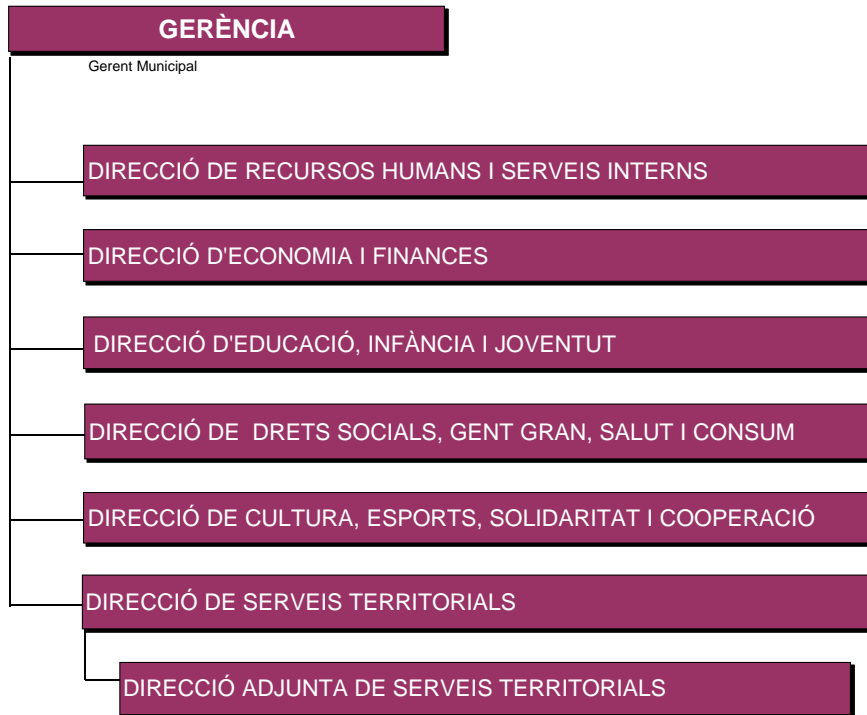 GERÈNCIA
Gerent Municipal
DIRECCIÓ DE RECURSOS HUMANS I SERVEIS INTERNS
DIRECCIÓ D'ECONOMIA I FINANCES
DIRECCIÓ D'EDUCACIÓ, INFÀNCIA I JOVENTUT
DIRECCIÓ DE  DRETS SOCIALS, GENT GRAN, SALUT I CONSUM
DIRECCIÓ DE CULTURA, ESPORTS, SOLIDARITAT I COOPERACIÓ
DIRECCIÓ DE SERVEIS TERRITORIALS
DIRECCIÓ ADJUNTA DE SERVEIS TERRITORIALS